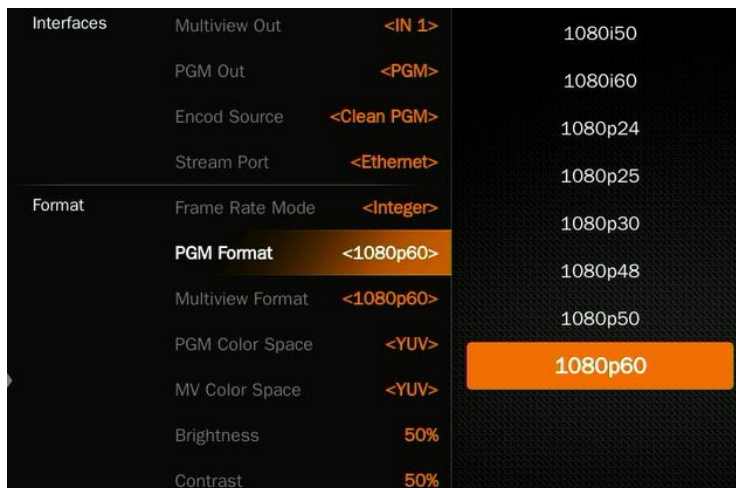 Interfaces Multiview Out <IN 1>
PGM Out <PGM>
Encod Source <Clean PGM>
Stream Port <Ethernet>
Format Frame Rate Mode <Integer>
PGM Format <1080p60>
Multiview Format <1080p60>
PGM Color Space <YUV>
MV Color Space <YUV>
Brightness 50%
Contrast 50%
1080i50
1080i60
1080p24
1080p25
1080p30
1080p48
1080p50
1080p60